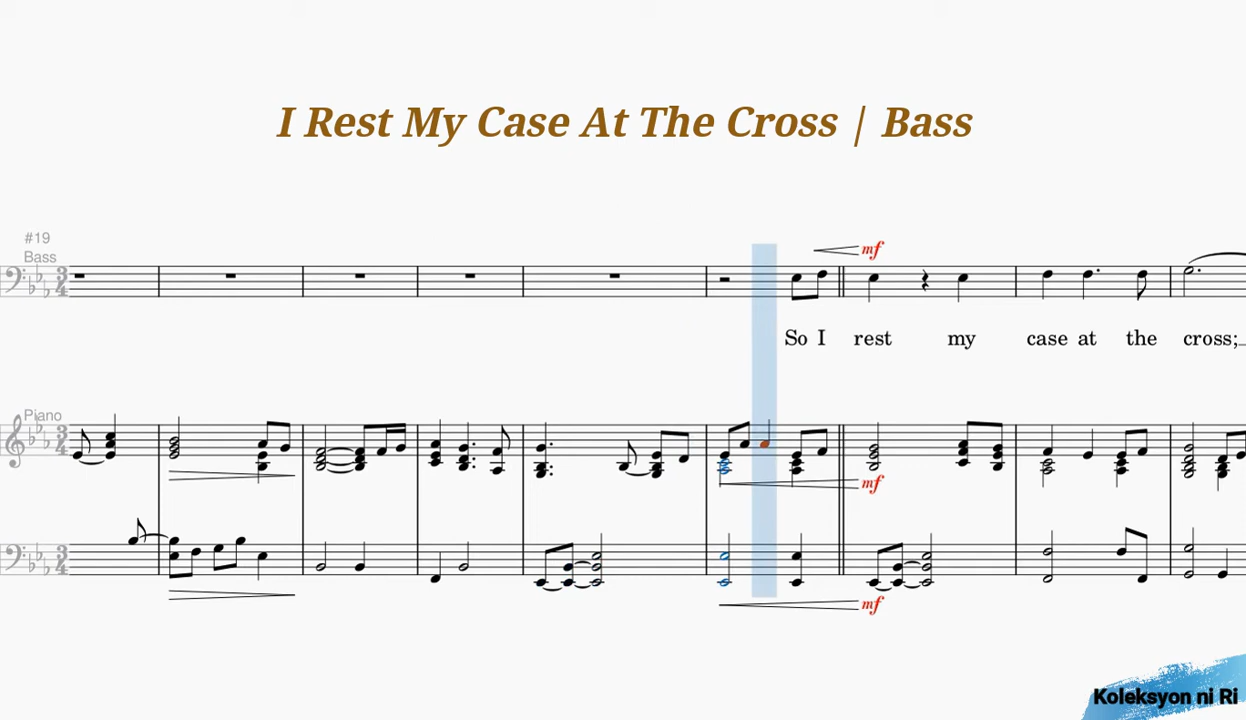 I Rest My Case At The Cross | Bass
#19
Bass
mf
So I rest my case at the cross;
Piano
mf
mf
Koleksyon ni Ri